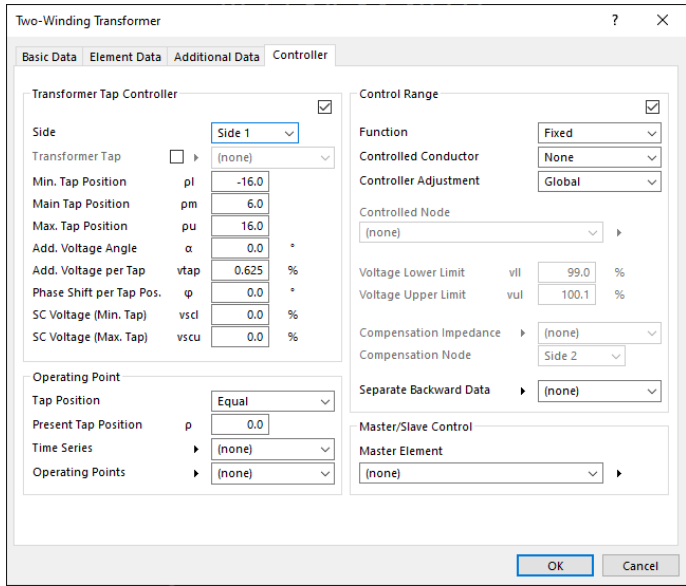 Two-Winding Transformer
?
Basic Data
Element Data
Additional Data
Controller
Transformer Tap Controller
Side
Side 1
Transformer Tap
(none)
Min. Tap Position ρl -16.0
Main Tap Position ρm 6.0
Max. Tap Position ρu 16.0
Add. Voltage Angle α 0.0 °
Add. Voltage per Tap vtap 0.625 %
Phase Shift per Tap Pos. φ 0.0 °
SC Voltage (Min. Tap) vscl 0.0 %
SC Voltage (Max. Tap) vscu 0.0 %
Operating Point
Tap Position Equal
Present Tap Position ρ 0.0
Time Series (none)
Operating Points (none)
Control Range
Function Fixed
Controlled Conductor None
Controller Adjustment Global
Controlled Node
(none)
Voltage Lower Limit vll 99.0 %
Voltage Upper Limit vul 100.1 %
Compensation Impedance (none)
Compensation Node Side 2
Separate Backward Data (none)
Master/Slave Control
Master Element
(none)
OK
Cancel